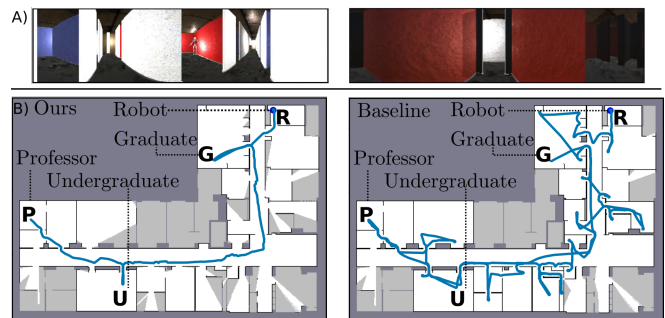 A)
B) Ours
Robot
R
Graduate
G
Professor
Undergraduate
P
U
Baseline
Robot
R
Graduate
G
Professor
Undergraduate
P
U